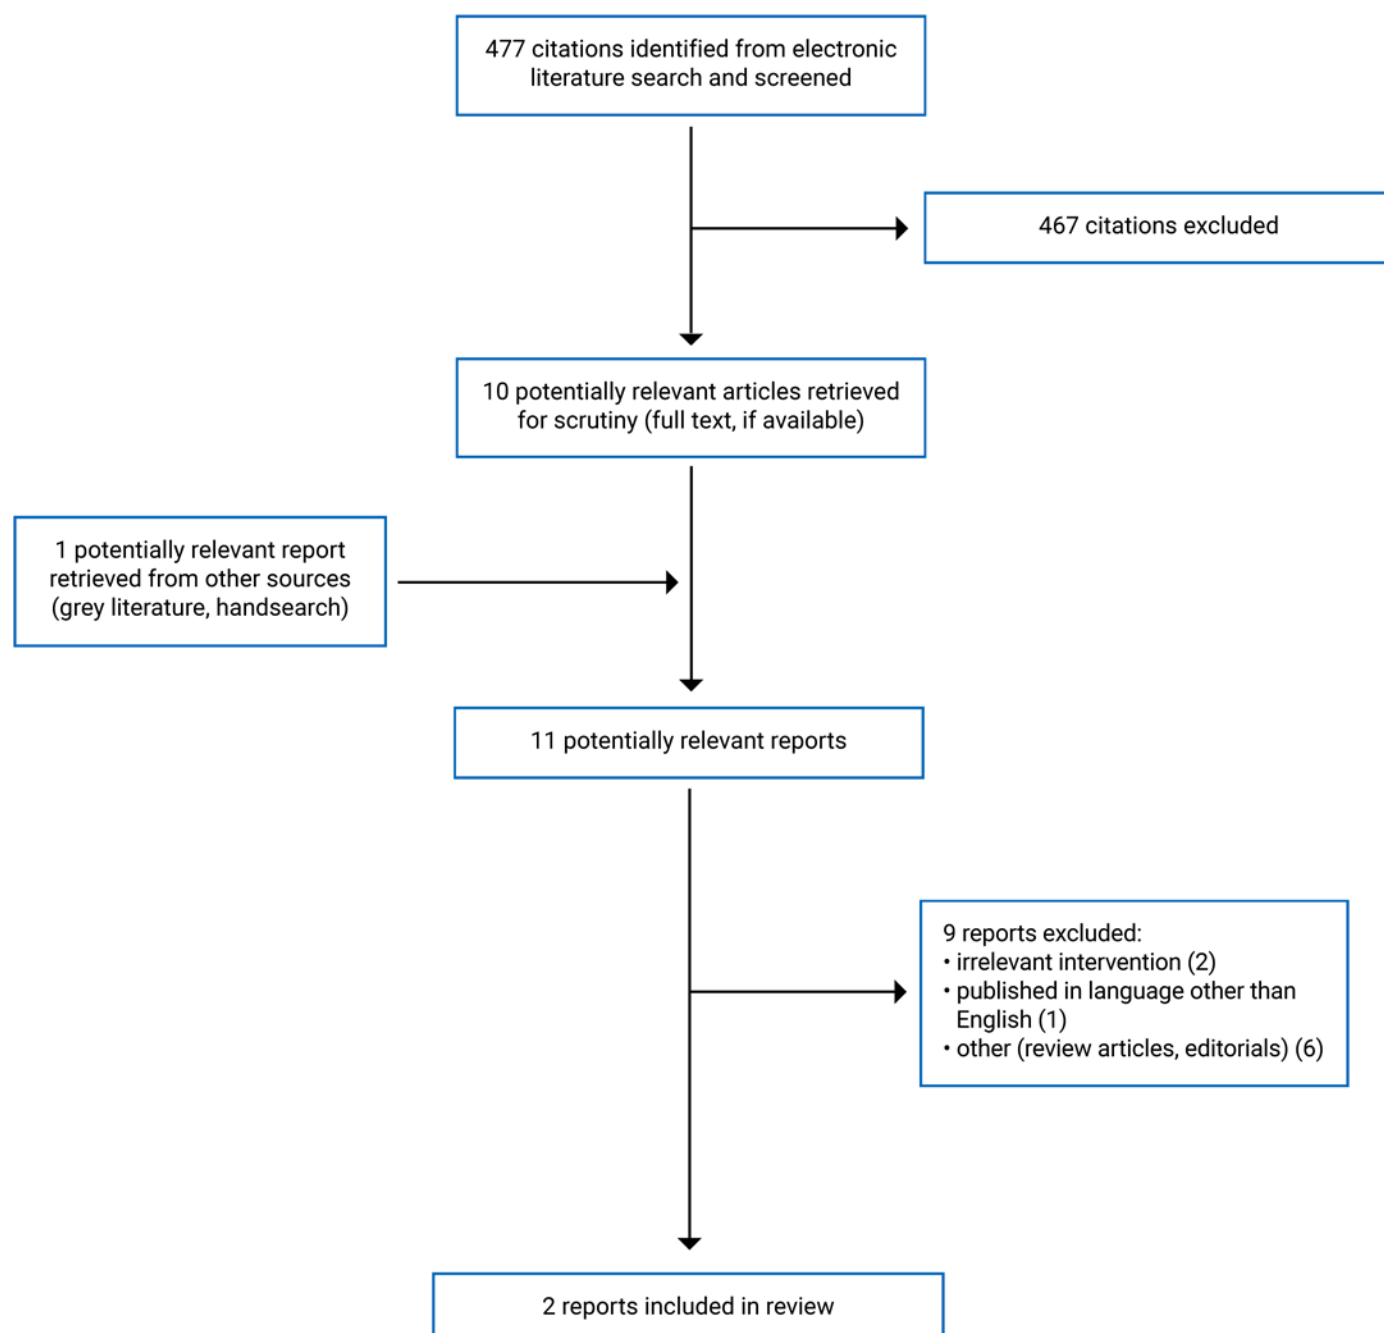 477 citations identified from electronic
literature search and screened
467 citations excluded
10 potentially relevant articles retrieved
for scrutiny (full text, if available)
1 potentially relevant report
retrieved from other sources
(grey literature, handsearch)
11 potentially relevant reports
9 reports excluded:
• irrelevant intervention (2)
• published in language other than
English (1)
• other (review articles, editorials) (6)
2 reports included in review